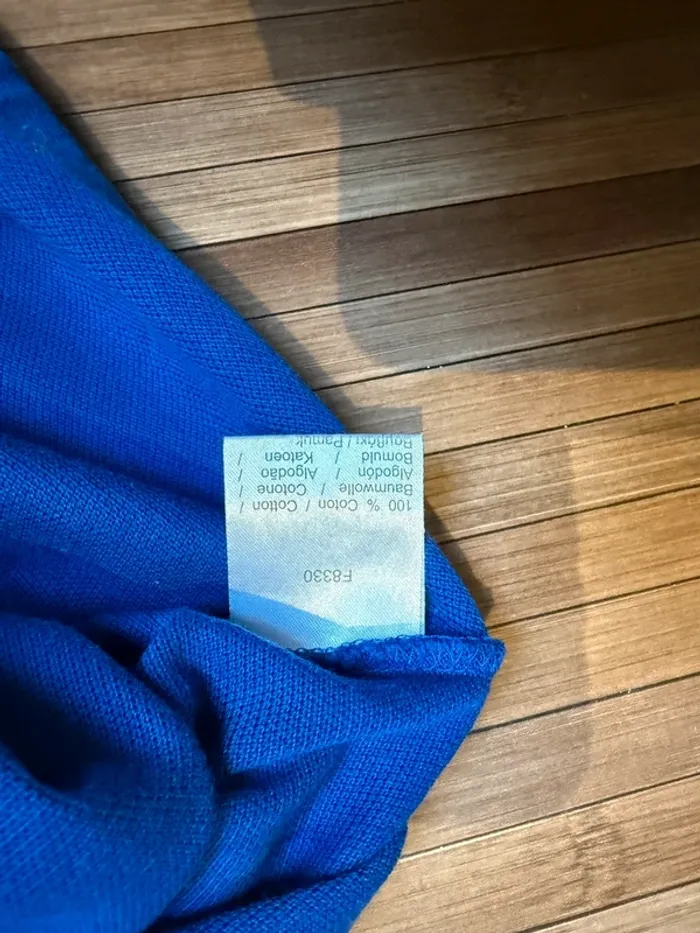 F8330
100 % Coton / Cotton /
Baumwolle / Cotone /
Algodón / Algodão /
Bomuld / Katoen /
Βαμβάκι / Pamuk